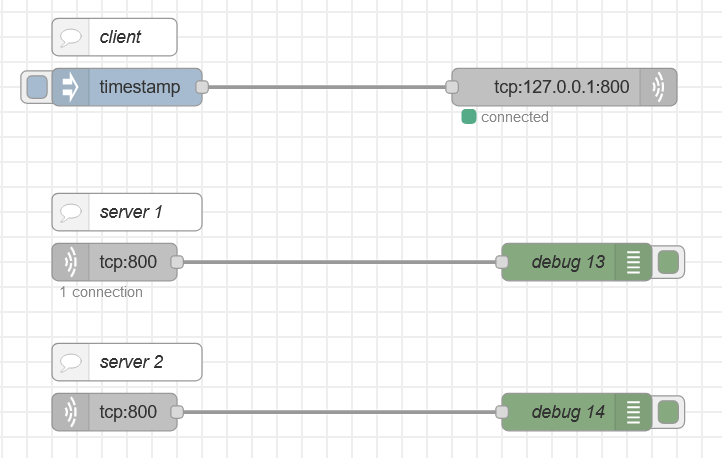 client
timestamp
tcp:127.0.0.1:800
connected
server 1
tcp:800
debug 13
1 connection
server 2
tcp:800
debug 14